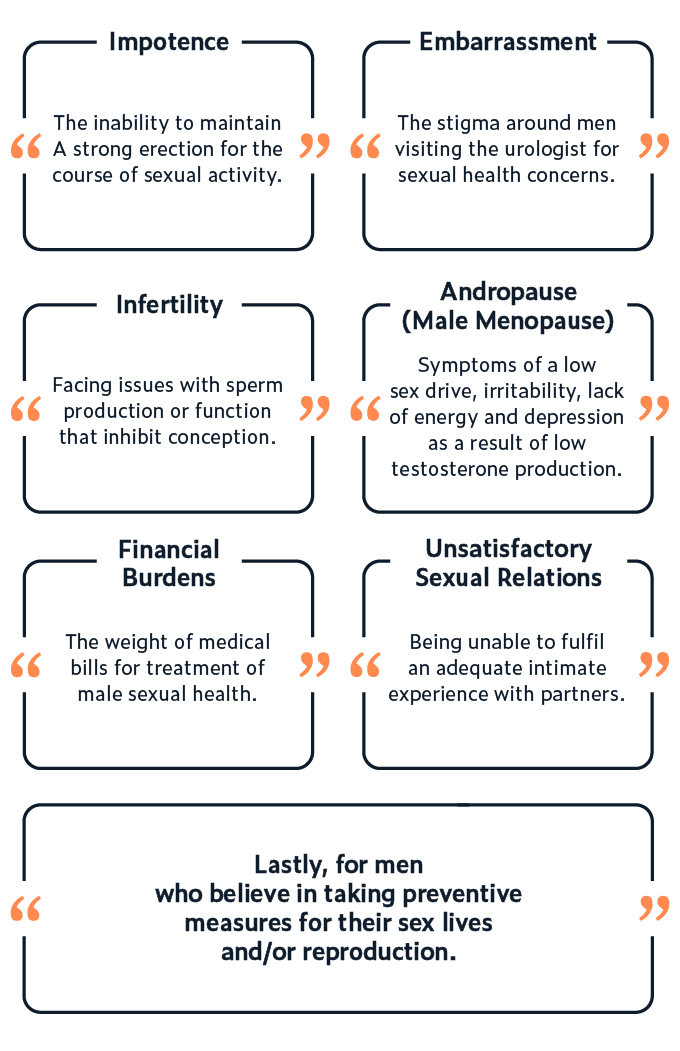 Impotence
“ The inability to maintain
A strong erection for the
course of sexual activity. ”
Embarrassment
“ The stigma around men
visiting the urologist for
sexual health concerns. ”
Infertility
“ Facing issues with sperm
production or function
that inhibit conception. ”
Andropause
(Male Menopause)
“ Symptoms of a low
sex drive, irritability, lack
of energy and depression
as a result of low
testosterone production. ”
Financial
Burdens
“ The weight of medical
bills for treatment of
male sexual health. ”
Unsatisfactory
Sexual Relations
“ Being unable to fulfil
an adequate intimate
experience with partners. ”
“ Lastly, for men
who believe in taking preventive
measures for their sex lives
and/or reproduction. ”